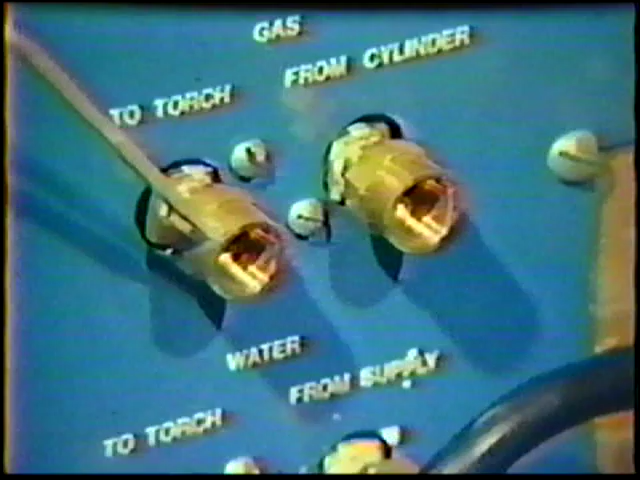 GAS
FROM CYLINDER
TO TORCH
WATER
FROM SUPPLY
TO TORCH